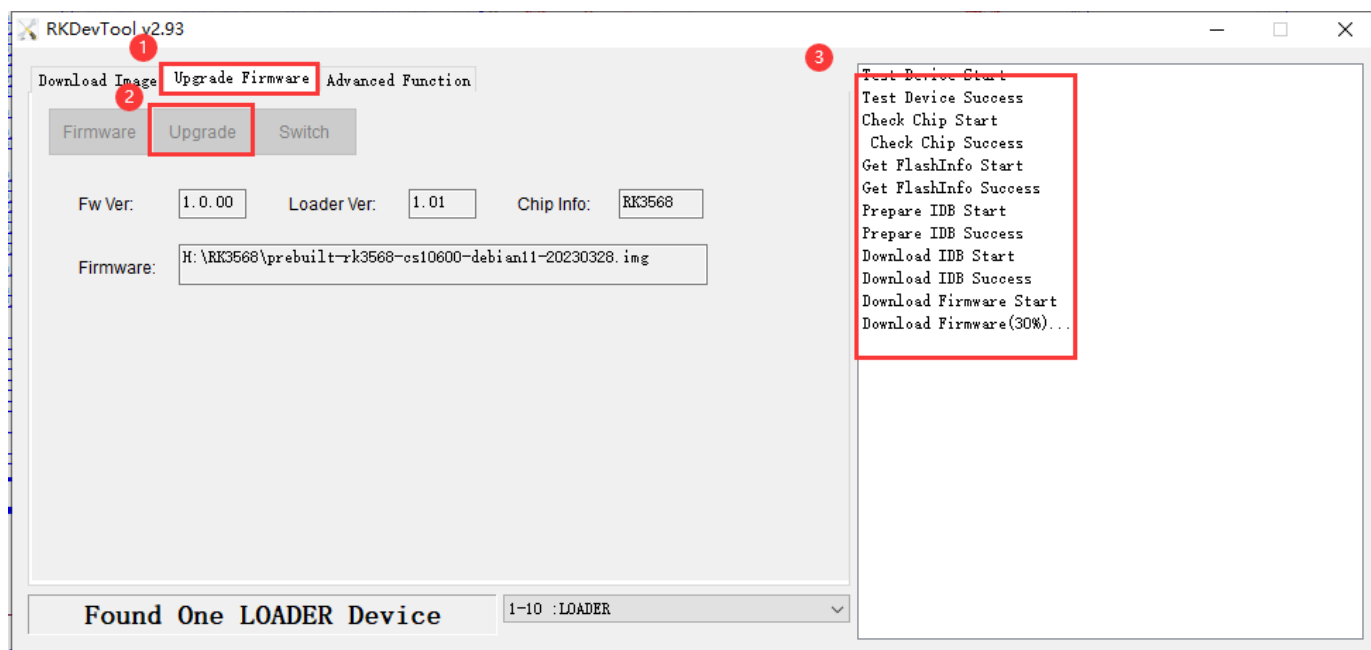 RKDevTool v2.93
1
3
Download Image Upgrade Firmware Advanced Function
2
Firmware Upgrade Switch
Fw Ver: 1.0.00 Loader Ver: 1.01 Chip Info: RK3568
Firmware: H:\RK3568\prebuilt-rk3568-cs10600-debian11-20230328.img
Found One LOADER Device
1-10 :LOADER
Test Device Start
Test Device Success
Check Chip Start
Check Chip Success
Get FlashInfo Start
Get FlashInfo Success
Prepare IDB Start
Prepare IDB Success
Download IDB Start
Download IDB Success
Download Firmware Start
Download Firmware(30%)...